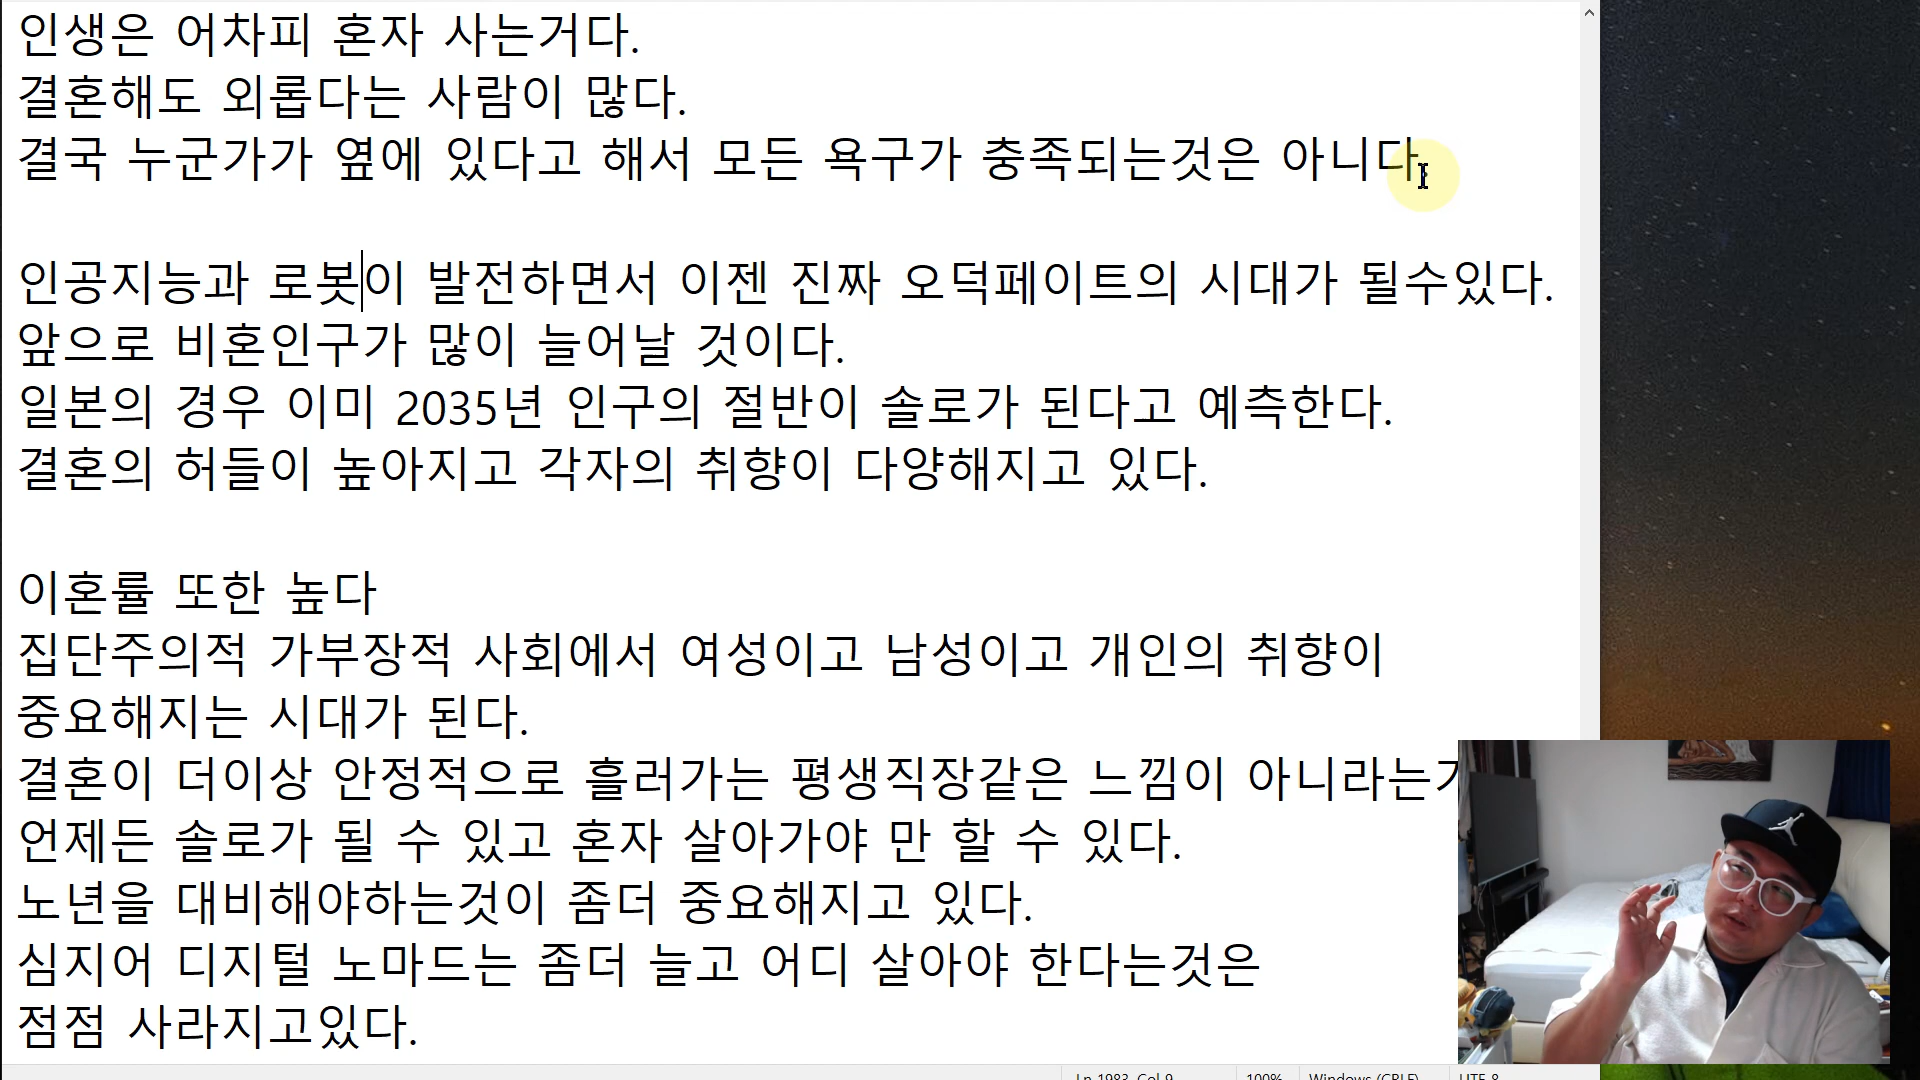 인생은 어차피 혼자 사는거다.
결혼해도 외롭다는 사람이 많다.
결국 누군가가 옆에 있다고 해서 모든 욕구가 충족되는것은 아니다.
인공지능과 로봇이 발전하면서 이젠 진짜 오덕페이트의 시대가 될수있다.
앞으로 비혼인구가 많이 늘어날 것이다.
일본의 경우 이미 2035년 인구의 절반이 솔로가 된다고 예측한다.
결혼의 허들이 높아지고 각자의 취향이 다양해지고 있다.
이혼률 또한 높다
집단주의적 가부장적 사회에서 여성이고 남성이고 개인의 취향이
중요해지는 시대가 된다.
결혼이 더이상 안정적으로 흘러가는 평생직장같은 느낌이
언제든 솔로가 될 수 있고 혼자 살아가야 만 할 수 있다.
노년을 대비해야하는것이 좀더 중요해지고 있다.
심지어 디지털 노마드는 좀더 늘고 어디 살아야 한다는것은
점점 사라지고있다.
Ln 1983, Col 9 100% Windows (CRLF) UTF-8